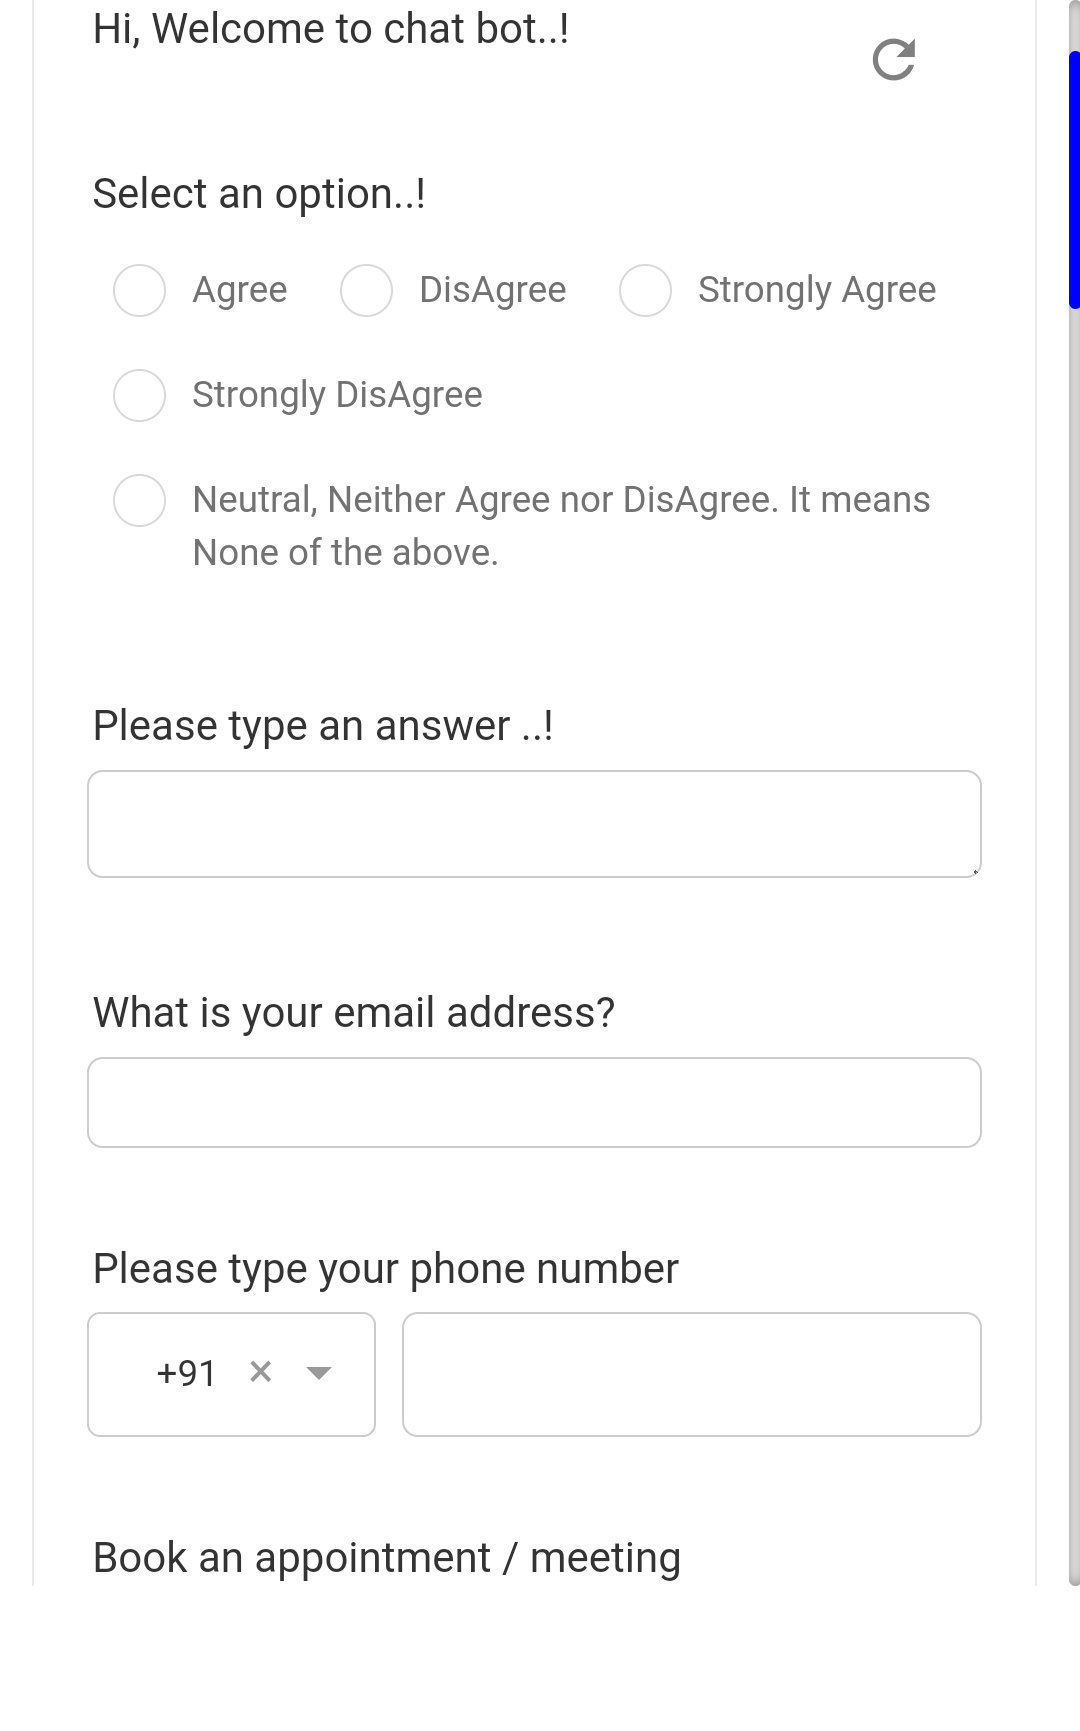 Hi, Welcome to chat bot..!
Select an option..!
Agree DisAgree Strongly Agree
Strongly DisAgree
Neutral, Neither Agree nor DisAgree. It means
None of the above.
Please type an answer ..!
What is your email address?
Please type your phone number
+91 ×
Book an appointment / meeting